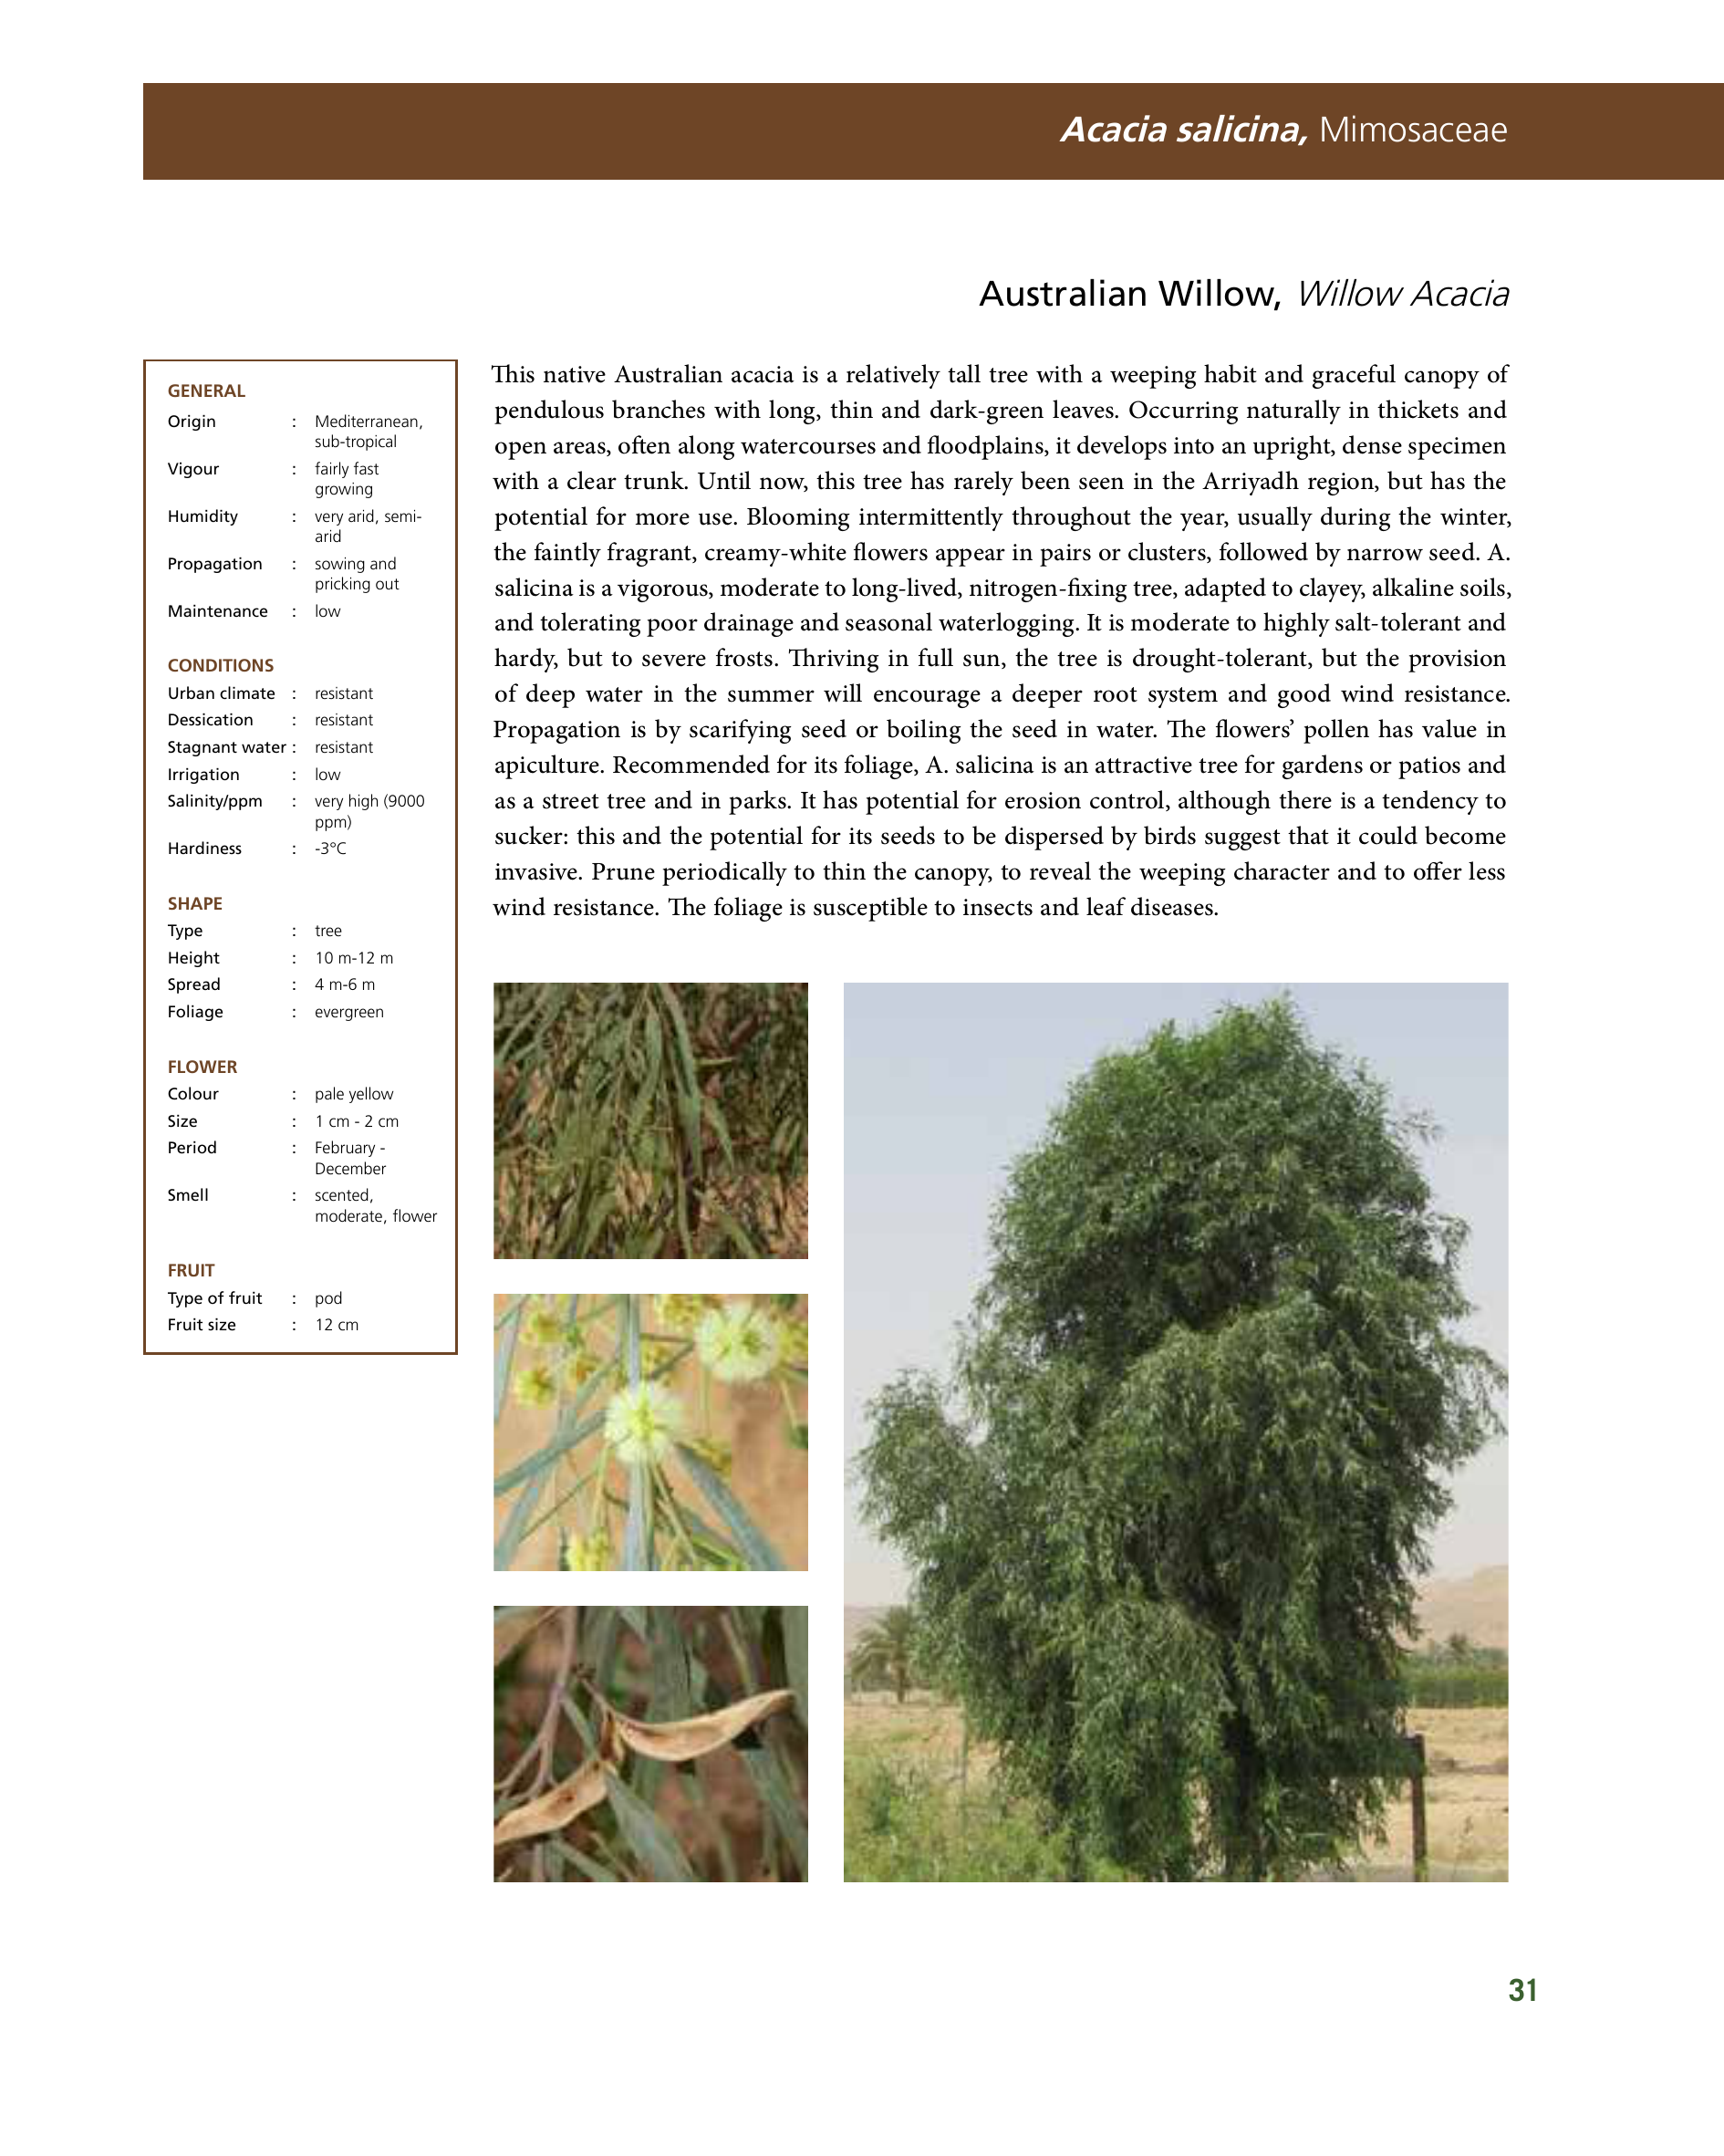 Acacia salicina, Mimosaceae
Australian Willow, Willow Acacia
GENERAL
Origin : Mediterranean,
sub-tropical
Vigour : fairly fast
growing
Humidity : very arid, semi-
arid
Propagation : sowing and
pricking out
Maintenance : low
CONDITIONS
Urban climate : resistant
Dessication : resistant
Stagnant water : resistant
Irrigation : low
Salinity/ppm : very high (9000
ppm)
Hardiness : -3°C
SHAPE
Type : tree
Height : 10 m-12 m
Spread : 4 m-6 m
Foliage : evergreen
FLOWER
Colour : pale yellow
Size : 1 cm - 2 cm
Period : February -
December
Smell : scented,
moderate, flower
FRUIT
Type of fruit : pod
Fruit size : 12 cm
This native Australian acacia is a relatively tall tree with a weeping habit and graceful canopy of
pendulous branches with long, thin and dark-green leaves. Occurring naturally in thickets and
open areas, often along watercourses and floodplains, it develops into an upright, dense specimen
with a clear trunk. Until now, this tree has rarely been seen in the Arriyadh region, but has the
potential for more use. Blooming intermittently throughout the year, usually during the winter,
the faintly fragrant, creamy-white flowers appear in pairs or clusters, followed by narrow seed. A.
salicina is a vigorous, moderate to long-lived, nitrogen-fixing tree, adapted to clayey, alkaline soils,
and tolerating poor drainage and seasonal waterlogging. It is moderate to highly salt-tolerant and
hardy, but to severe frosts. Thriving in full sun, the tree is drought-tolerant, but the provision
of deep water in the summer will encourage a deeper root system and good wind resistance.
Propagation is by scarifying seed or boiling the seed in water. The flowers’ pollen has value in
apiculture. Recommended for its foliage, A. salicina is an attractive tree for gardens or patios and
as a street tree and in parks. It has potential for erosion control, although there is a tendency to
sucker: this and the potential for its seeds to be dispersed by birds suggest that it could become
invasive. Prune periodically to thin the canopy, to reveal the weeping character and to offer less
wind resistance. The foliage is susceptible to insects and leaf diseases.
31